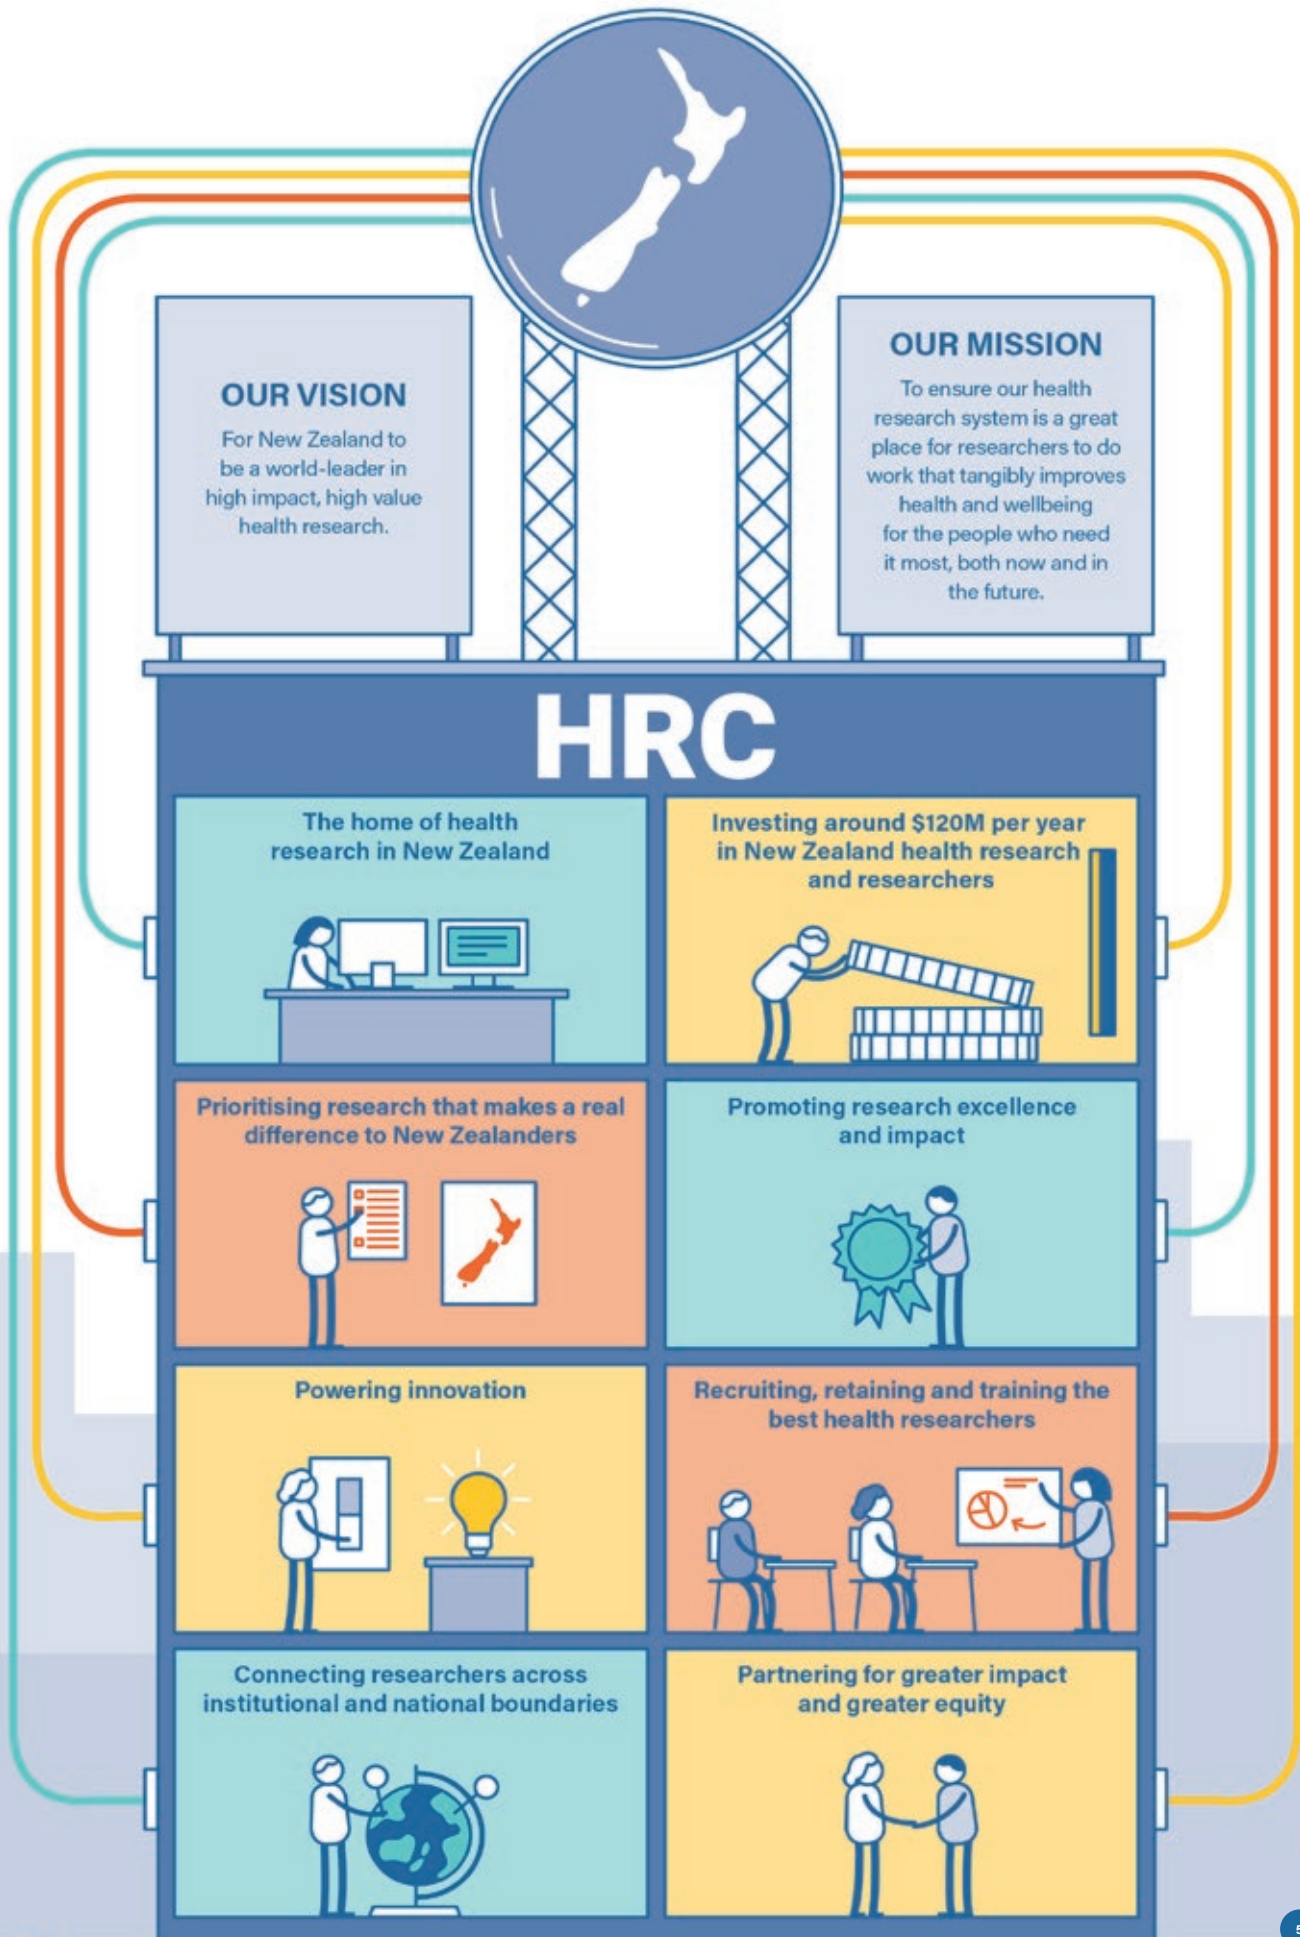 OUR VISION
For New Zealand to
be a world-leader in
high impact, high value
health research.
OUR MISSION
To ensure our health
research system is a great
place for researchers to do
work that tangibly improves
health and wellbeing
for the people who need
it most, both now and in
the future.
HRC
The home of health
research in New Zealand
Investing around $120M per year
in New Zealand health research
and researchers
Prioritising research that makes a real
difference to New Zealanders
Promoting research excellence
and impact
Powering innovation
Recruiting, retaining and training the
best health researchers
Connecting researchers across
institutional and national boundaries
Partnering for greater impact
and greater equity
5